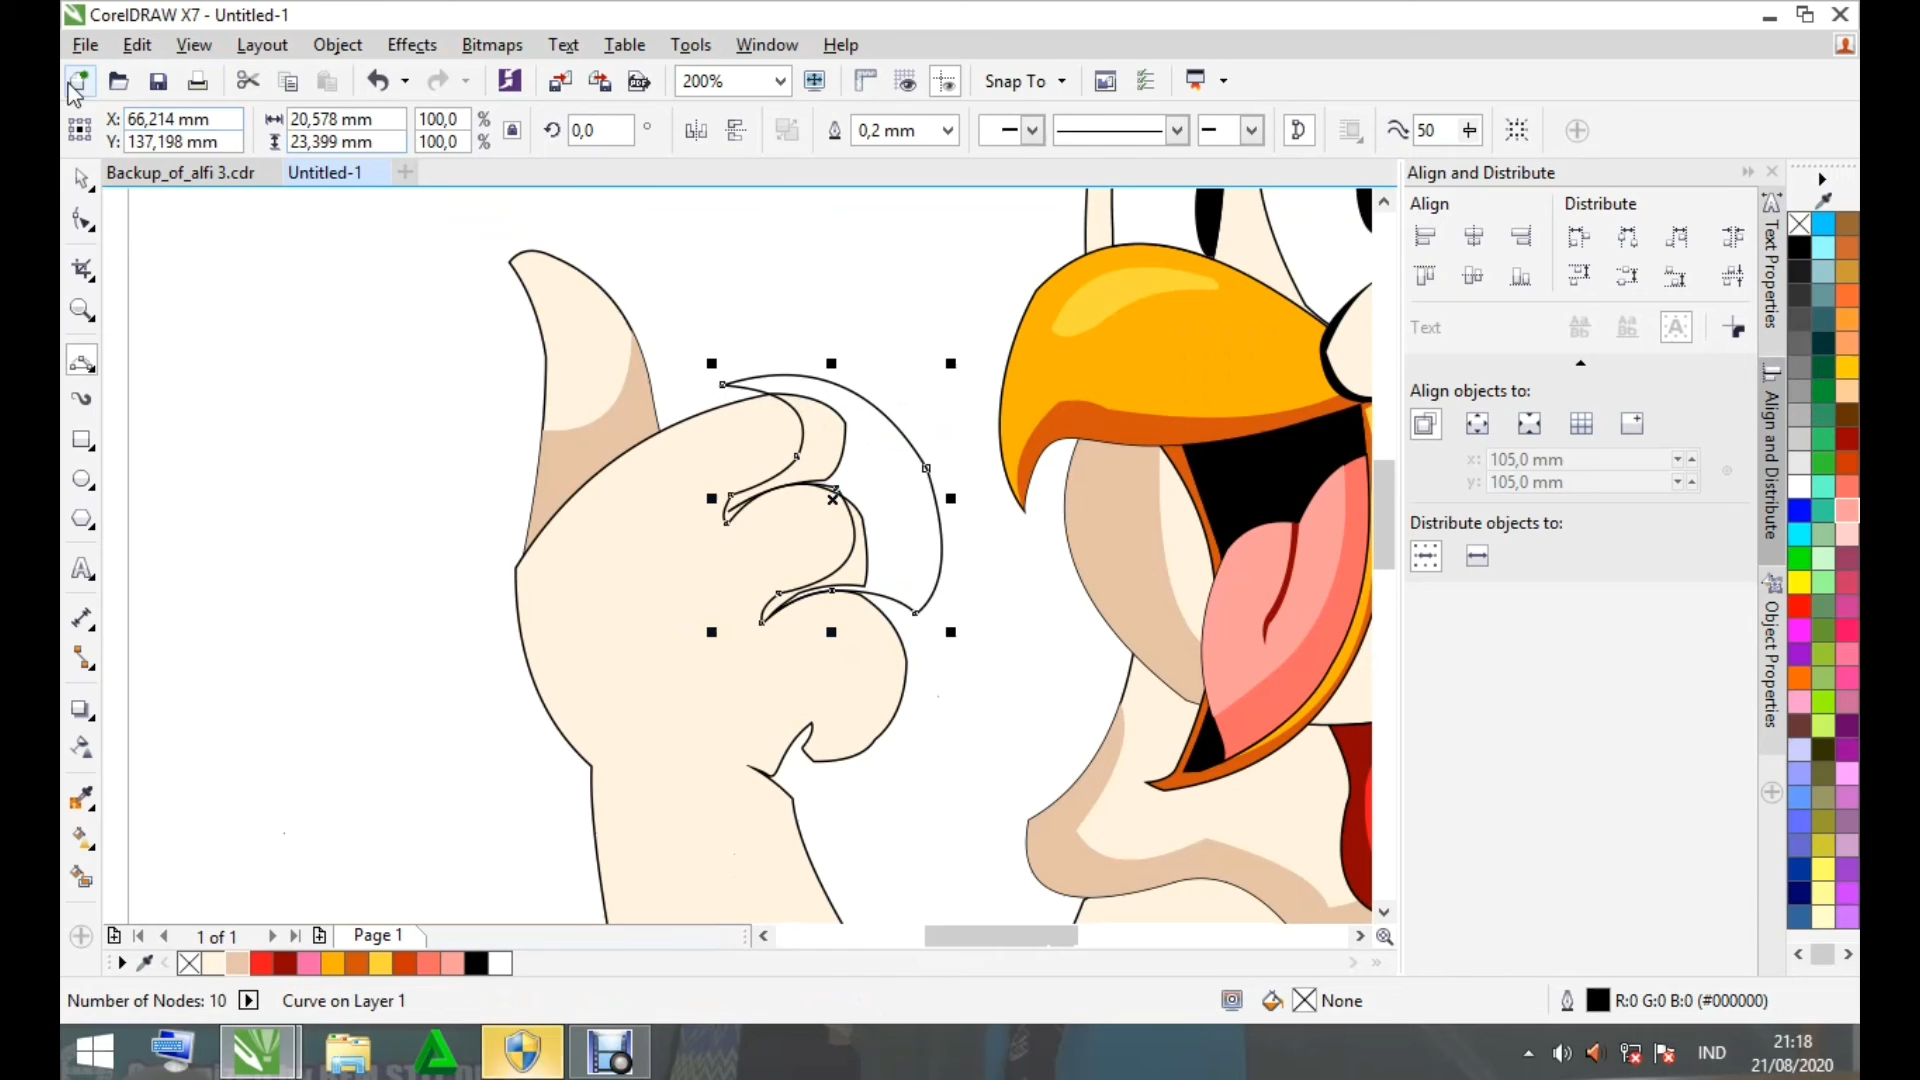 CorelDRAW X7 - Untitled-1
File Edit View Layout Object Effects Bitmaps Text Table Tools Window Help
200% Snap To
X: 66,214 mm 20,578 mm 100,0 % 0,0 ° 0,2 mm 50
Y: 137,198 mm 23,399 mm 100,0 %
Backup_of_alfi 3.cdr Untitled-1
Align and Distribute
Align Distribute
Text
Align objects to:
x: 105,0 mm
y: 105,0 mm
Distribute objects to:
Text Properties
Align and Distribute
Object Properties
1 of 1 Page 1
Number of Nodes: 10 Curve on Layer 1 None R:0 G:0 B:0 (#000000)
IND 21:18
21/08/2020